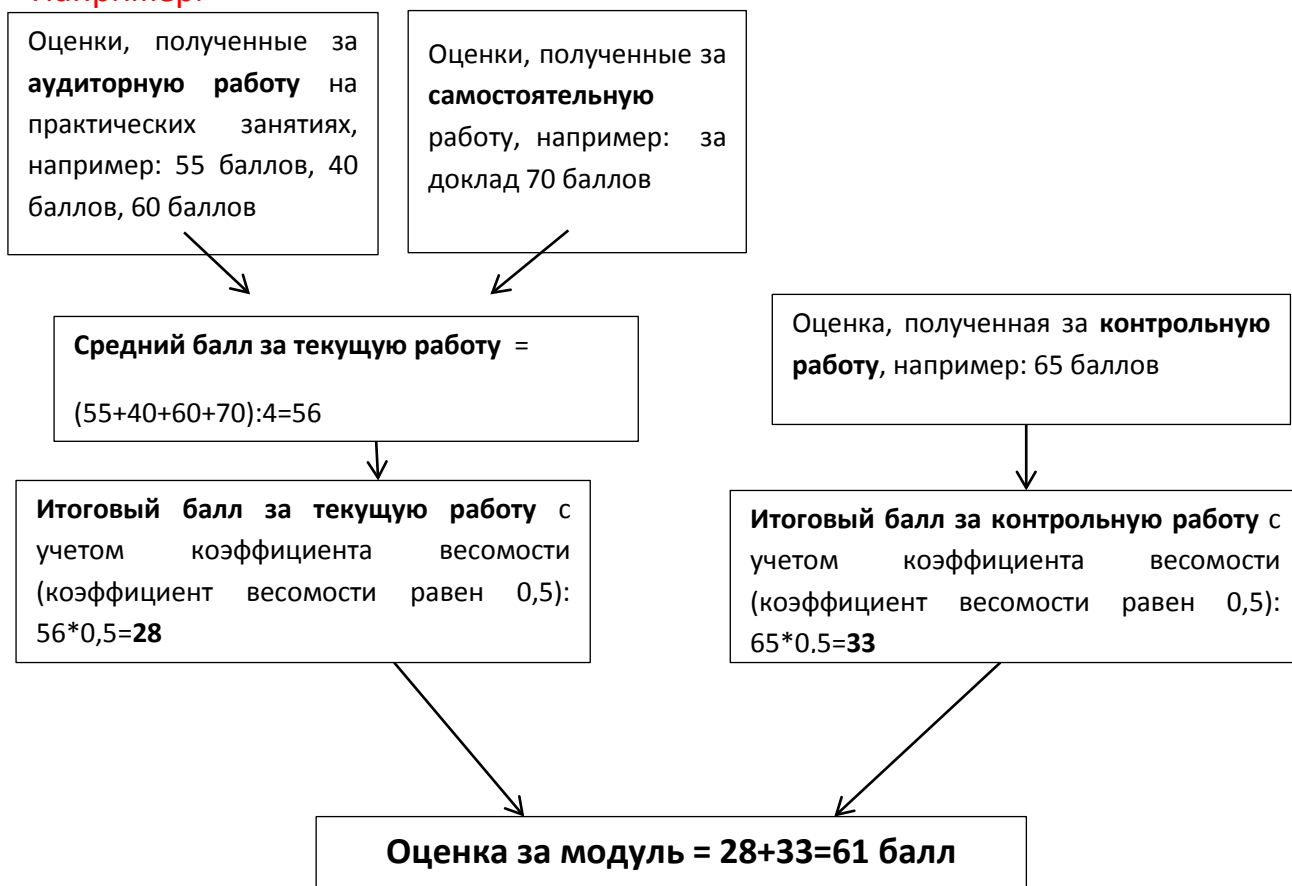 Например:
Оценки, полученные за
аудиторную работу на
практических занятиях,
например: 55 баллов, 40
баллов, 60 баллов
Оценки, полученные за
самостоятельную
работу, например: за
доклад 70 баллов
Средний балл за текущую работу =
(55+40+60+70):4=56
Оценка, полученная за контрольную
работу, например: 65 баллов
Итоговый балл за текущую работу с
учетом коэффициента весомости
(коэффициент весомости равен 0,5):
56*0,5=28
Итоговый балл за контрольную работу с
учетом коэффициента весомости
(коэффициент весомости равен 0,5):
65*0,5=33
Оценка за модуль = 28+33=61 балл